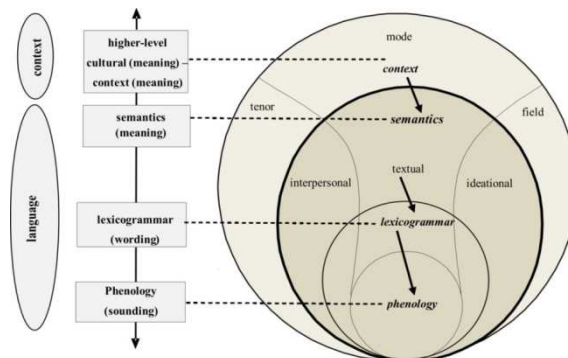 context
language
higher-level
cultural (meaning)
context (meaning)
semantics
(meaning)
lexicogrammar
(wording)
Phenology
(sounding)
mode
context
tenor
field
semantics
interpersonal
textual
ideational
lexicogrammar
phenology